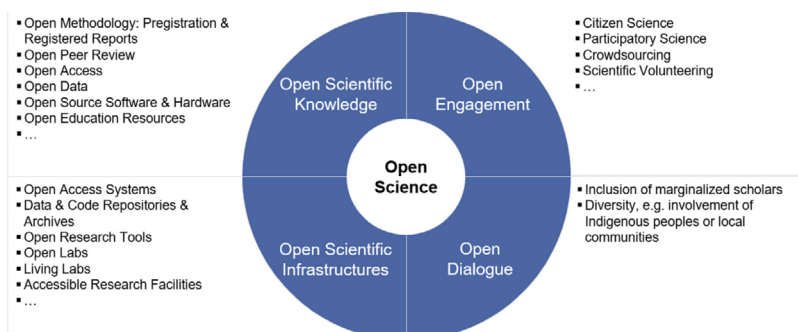 ▪ Open Methodology: Pregistration &
Registered Reports
▪ Open Peer Review
▪ Open Access
▪ Open Data
▪ Open Source Software & Hardware
▪ Open Education Resources
▪ …
Open Scientific
Knowledge
Open
Engagement
▪ Citizen Science
▪ Participatory Science
▪ Crowdsourcing
▪ Scientific Volunteering
▪ …
Open
Science
▪ Open Access Systems
▪ Data & Code Repositories &
Archives
▪ Open Research Tools
▪ Open Labs
▪ Living Labs
▪ Accessible Research Facilities
▪ …
Open Scientific
Infrastructures
Open
Dialogue
▪ Inclusion of marginalized scholars
▪ Diversity, e.g. involvement of
Indigenous peoples or local
communities